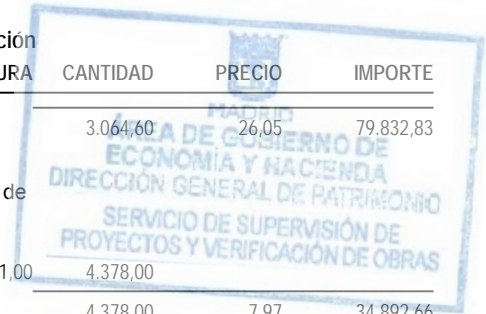 ción
URA CANTIDAD PRECIO IMPORTE
MADRID
3.064,60 26,05 79.832,83
ÁREA DE GOBIERNO DE
ECONOMÍA Y HACIENDA
de
DIRECCIÓN GENERAL DE PATRIMONIO
SERVICIO DE SUPERVISIÓN DE
PROYECTOS Y VERIFICACIÓN DE OBRAS
1,00 4.378,00
4.378,00 7,97 34.892,66